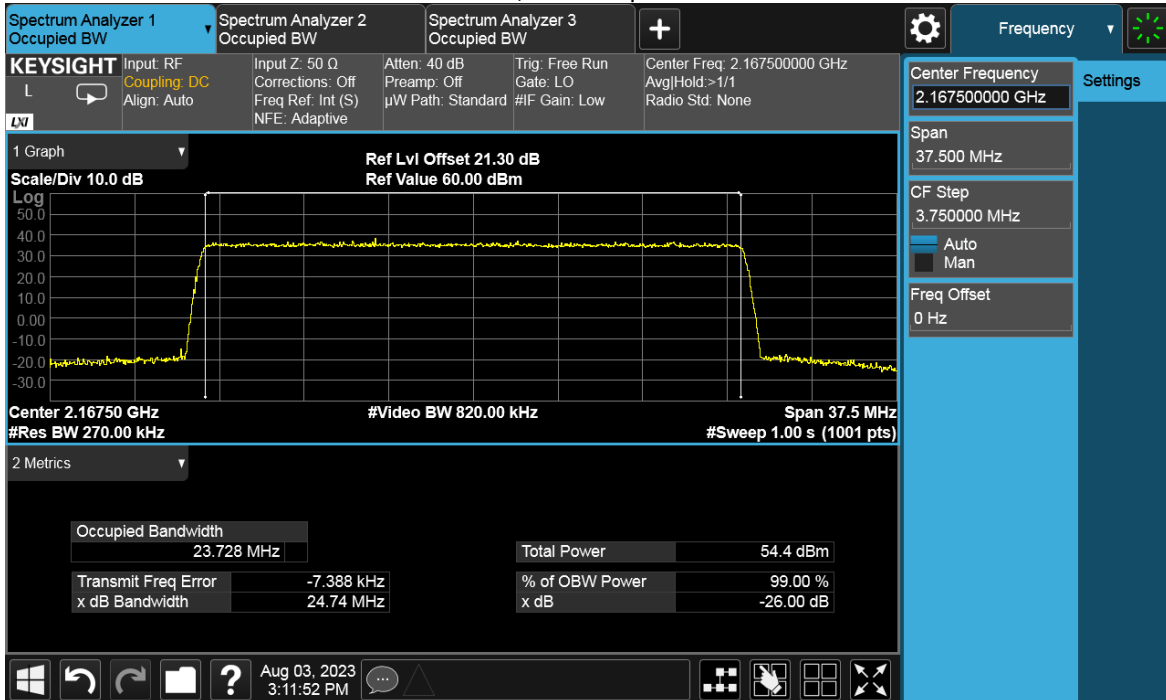 Spectrum Analyzer 1
Occupied BW
Spectrum Analyzer 2
Occupied BW
Spectrum Analyzer 3
Occupied BW
Frequency
KEYSIGHT
L
LXI
Input: RF
Coupling: DC
Align: Auto
Input Z: 50 Ω
Corrections: Off
Freq Ref: Int (S)
NFE: Adaptive
Atten: 40 dB
Preamp: Off
µW Path: Standard
Trig: Free Run
Gate: LO
#IF Gain: Low
Center Freq: 2.167500000 GHz
Avg|Hold:>1/1
Radio Std: None
Center Frequency
2.167500000 GHz
Settings
Span
37.500 MHz
CF Step
3.750000 MHz
Auto
Man
Freq Offset
0 Hz
1 Graph
Scale/Div 10.0 dB
Ref Lvl Offset 21.30 dB
Ref Value 60.00 dBm
Log
50.0
40.0
30.0
20.0
10.0
0.00
-10.0
-20.0
-30.0
Center 2.16750 GHz
#Video BW 820.00 kHz
Span 37.5 MHz
#Res BW 270.00 kHz
#Sweep 1.00 s (1001 pts)
2 Metrics
Occupied Bandwidth
23.728 MHz
Total Power 54.4 dBm
Transmit Freq Error -7.388 kHz
% of OBW Power 99.00 %
x dB Bandwidth 24.74 MHz
x dB -26.00 dB
?
Aug 03, 2023
3:11:52 PM